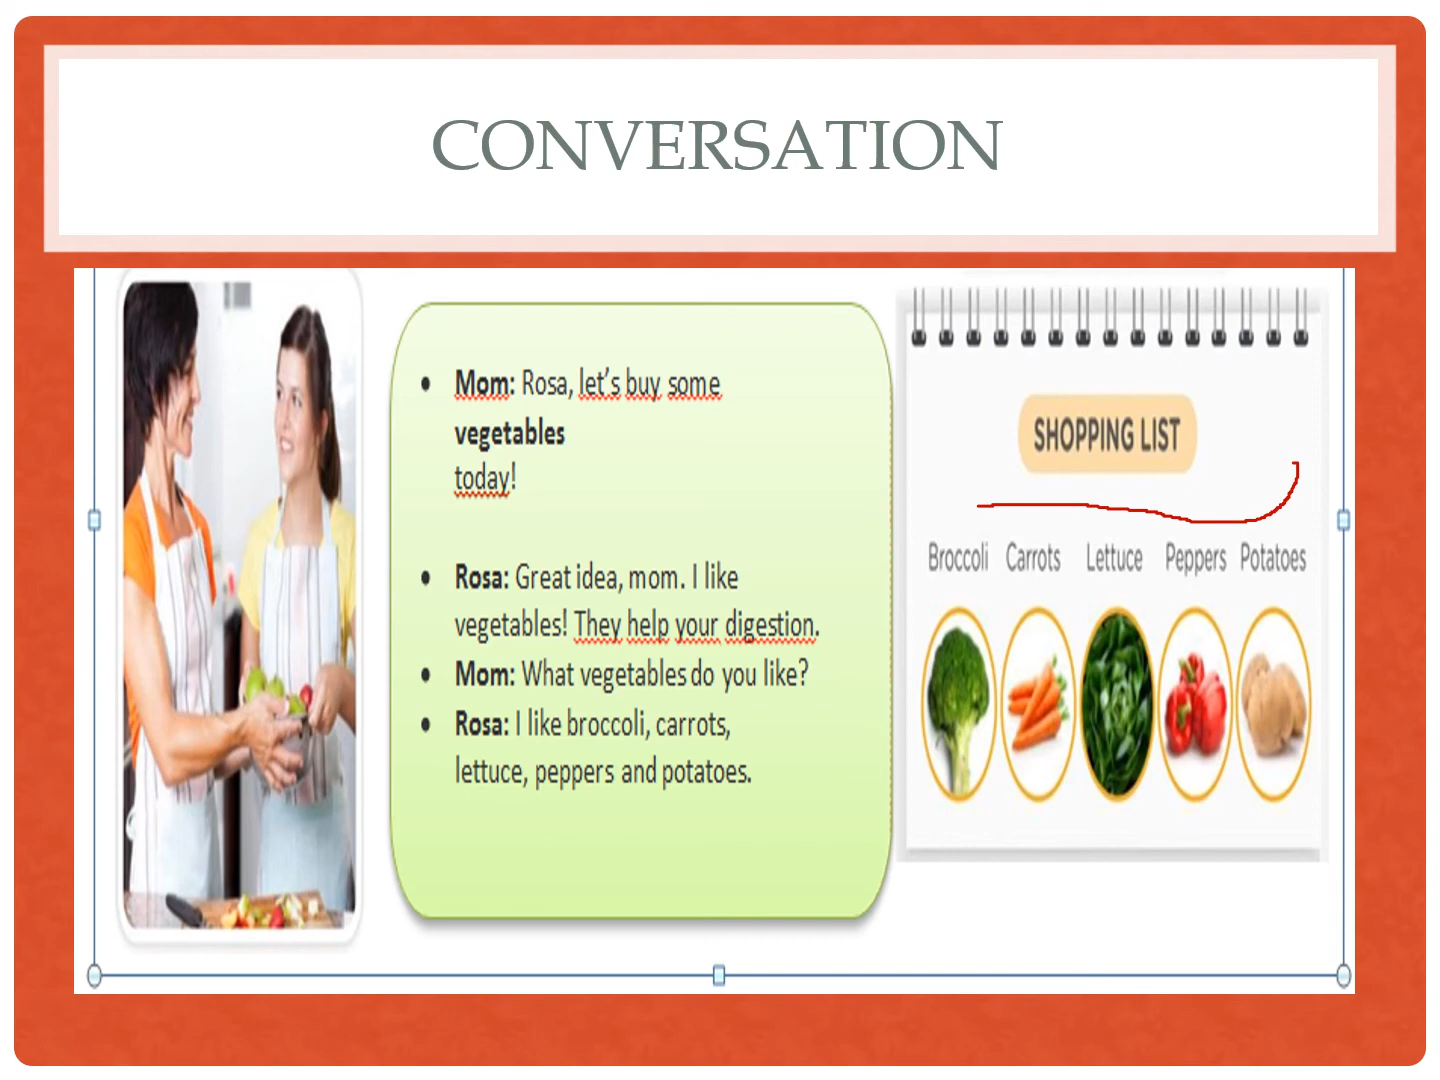 CONVERSATION
• Mom: Rosa, let's buy some
vegetables
today!
• Rosa: Great idea, mom. I like
vegetables! They help your digestion.
• Mom: What vegetables do you like?
• Rosa: I like broccoli, carrots,
lettuce, peppers and potatoes.
SHOPPING LIST
Broccoli Carrots Lettuce Peppers Potatoes